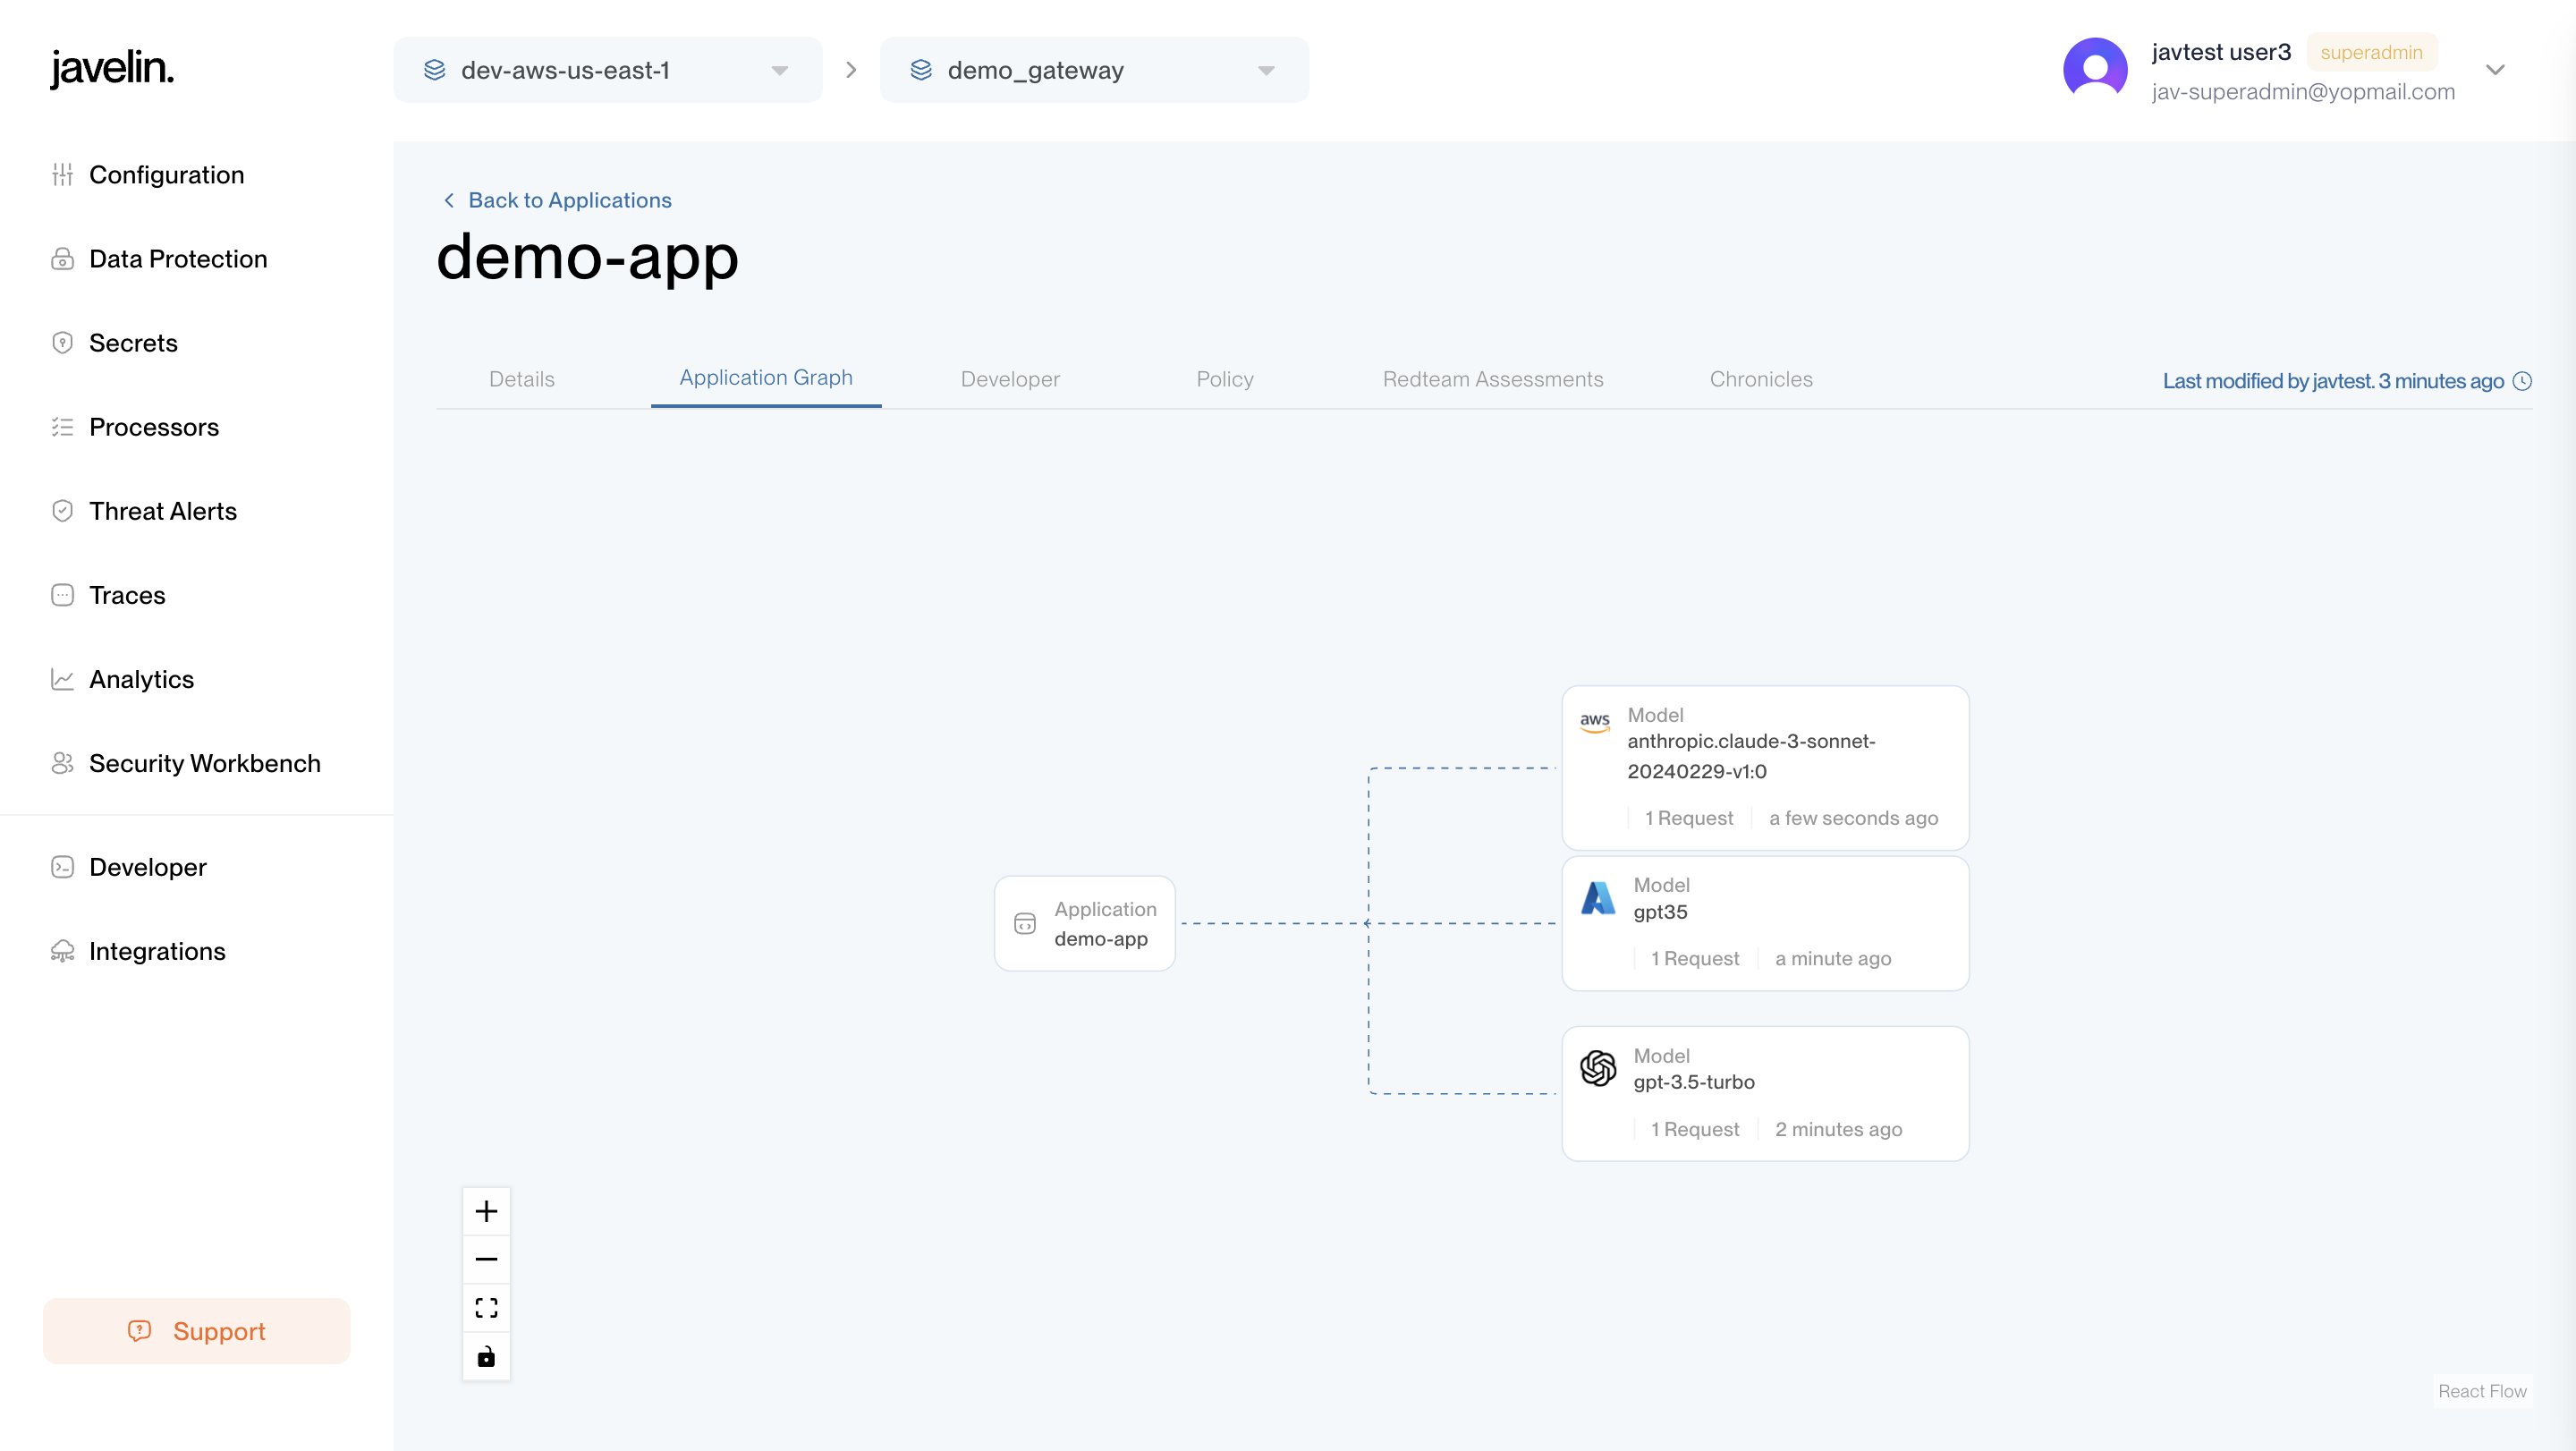 javelin.
dev-aws-us-east-1
demo_gateway
javtest user3
superadmin
jav-superadmin@yopmail.com
Configuration
Data Protection
Secrets
Processors
Threat Alerts
Traces
Analytics
Security Workbench
Developer
Integrations
Support
Back to Applications
demo-app
Details
Application Graph
Developer
Policy
Redteam Assessments
Chronicles
Last modified by javtest. 3 minutes ago
Application
demo-app
aws
Model
anthropic.claude-3-sonnet-
20240229-v1:0
1 Request
a few seconds ago
Model
gpt35
1 Request
a minute ago
Model
gpt-3.5-turbo
1 Request
2 minutes ago
React Flow